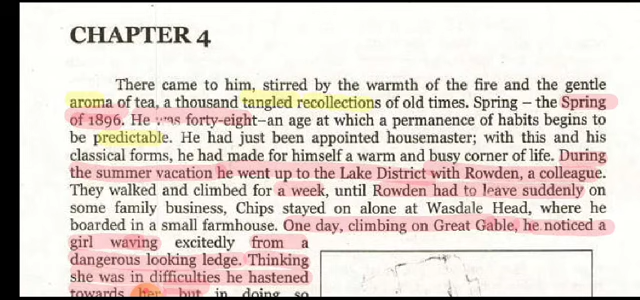 CHAPTER 4
There came to him, stirred by the warmth of the fire and the gentle
aroma of tea, a thousand tangled recollections of old times. Spring – the Spring
of 1896. He was forty-eight–an age at which a permanence of habits begins to
be predictable. He had just been appointed housemaster; with this and his
classical forms, he had made for himself a warm and busy corner of life. During
the summer vacation he went up to the Lake District with Rowden, a colleague.
They walked and climbed for a week, until Rowden had to leave suddenly on
some family business, Chips stayed on alone at Wasdale Head, where he
boarded in a small farmhouse. One day, climbing on Great Gable, he noticed a
girl waving excitedly from a
dangerous looking ledge. Thinking
she was in difficulties he hastened
towards her, but in doing so